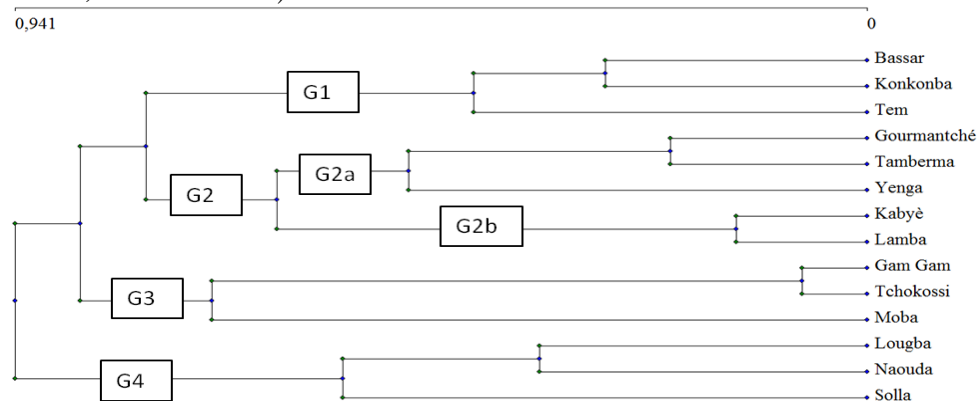 0,941 0
Bassar
G1
Konkonba
Tem
Gourmantché
G2a
Tamberma
G2
Yenga
Kabyè
G2b
Lamba
Gam Gam
G3
Tchokossi
Moba
Lougba
Naouda
G4
Solla